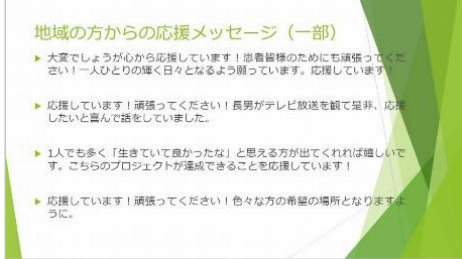 地域の方からの応援メッセージ（一部）
大変でしょうが心から応援しています！患者皆様のためにも頑張ってくだ
さい！一人ひとりの輝く日々となるよう願っています。応援しています！
応援しています！頑張ってください！長男がテレビ放送を観て是非、応援
したいと喜んで話をしていました。
1人でも多く「生きていて良かったな」と思える方が出てくれれば嬉しいで
す。こちらのプロジェクトが達成できることを応援しています！
応援しています！頑張ってください！色々な方の希望の場所となりますよ
うに。